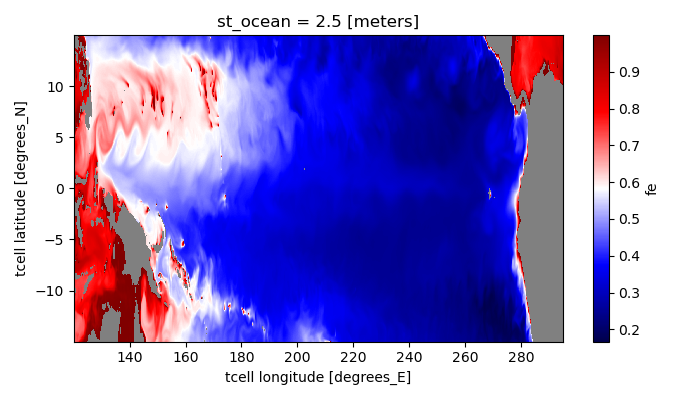 st_ocean = 2.5 [meters]
10
5
0
−5
−10
tcell latitude [degrees_N]
140 160 180 200 220 240 260 280
tcell longitude [degrees_E]
0.9
0.8
0.7
0.6
0.5
0.4
0.3
0.2
fe